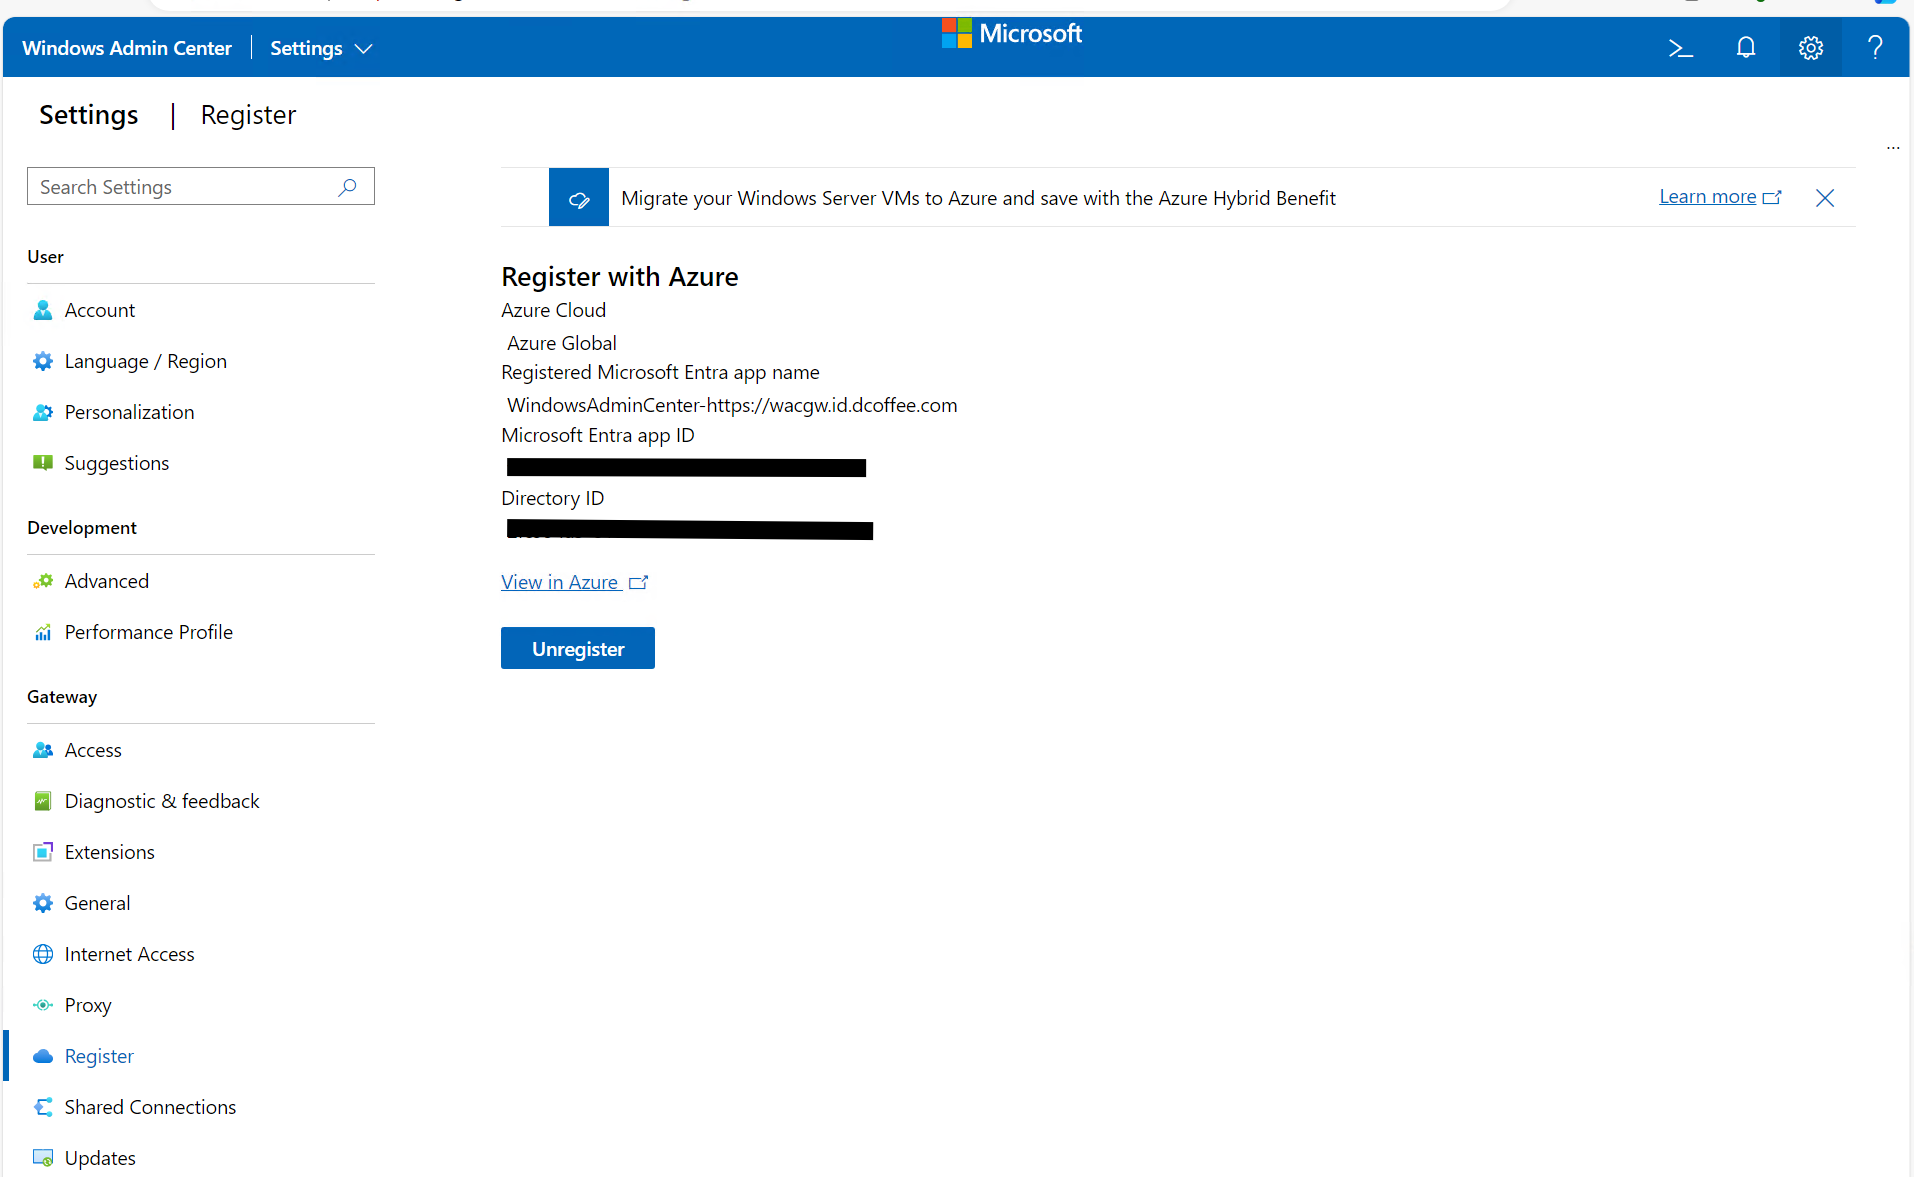 Windows Admin Center | Settings
Microsoft
Settings | Register
Search Settings
Migrate your Windows Server VMs to Azure and save with the Azure Hybrid Benefit
Learn more
User
Account
Language / Region
Personalization
Suggestions
Development
Advanced
Performance Profile
Gateway
Access
Diagnostic & feedback
Extensions
General
Internet Access
Proxy
Register
Shared Connections
Updates
Register with Azure
Azure Cloud
Azure Global
Registered Microsoft Entra app name
WindowsAdminCenter-https://wacgw.id.dcoffee.com
Microsoft Entra app ID
Directory ID
View in Azure
Unregister